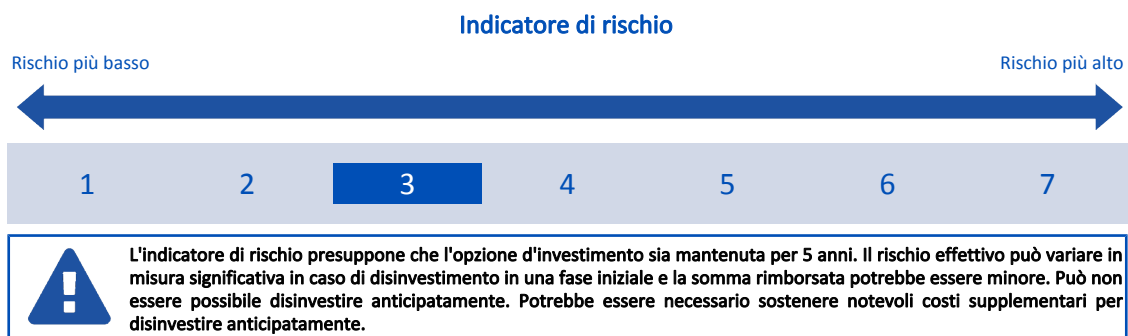 Indicatore di rischio
Rischio più basso Rischio più alto
1 2 3 4 5 6 7
L'indicatore di rischio presuppone che l'opzione d'investimento sia mantenuta per 5 anni. Il rischio effettivo può variare in
misura significativa in caso di disinvestimento in una fase iniziale e la somma rimborsata potrebbe essere minore. Può non
essere possibile disinvestire anticipatamente. Potrebbe essere necessario sostenere notevoli costi supplementari per
disinvestire anticipatamente.